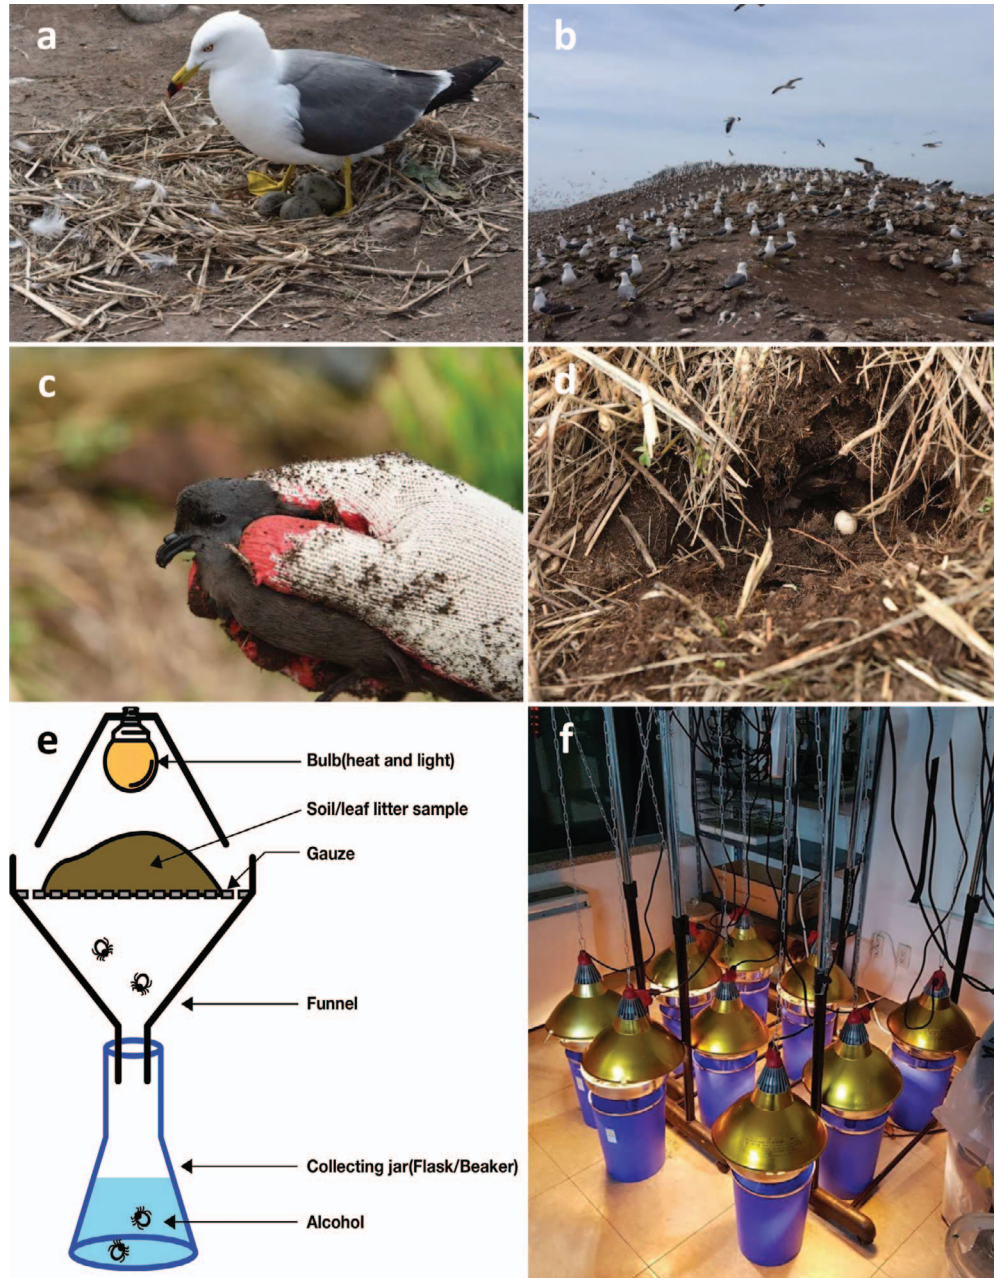 a
b
c
d
e
Bulb(heat and light)
Soil/leaf litter sample
Gauze
Funnel
Collecting jar(Flask/Beaker)
Alcohol
f